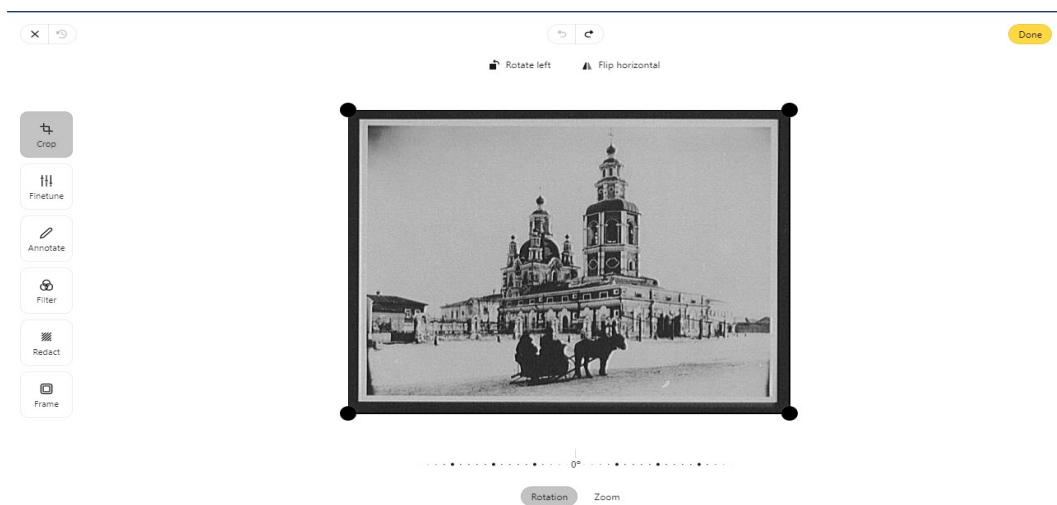 Done
Rotate left
Flip horizontal
Crop
Finetune
Annotate
Filter
Redact
Frame
0°
Rotation
Zoom